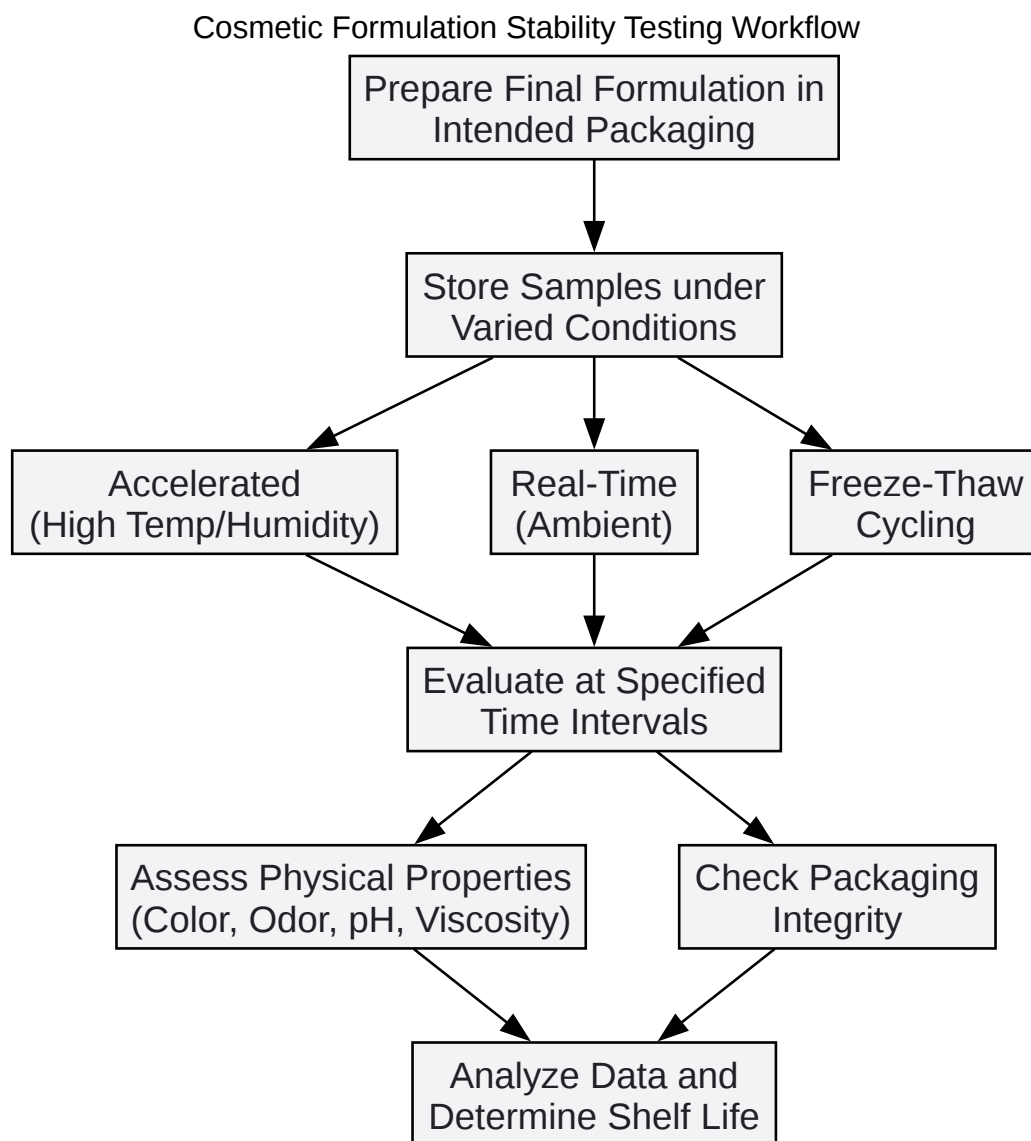 Cosmetic Formulation Stability Testing Workflow
Prepare Final Formulation in
Intended Packaging
Store Samples under
Varied Conditions
Accelerated
(High Temp/Humidity)
Real-Time
(Ambient)
Freeze-Thaw
Cycling
Evaluate at Specified
Time Intervals
Assess Physical Properties
(Color, Odor, pH, Viscosity)
Check Packaging
Integrity
Analyze Data and
Determine Shelf Life